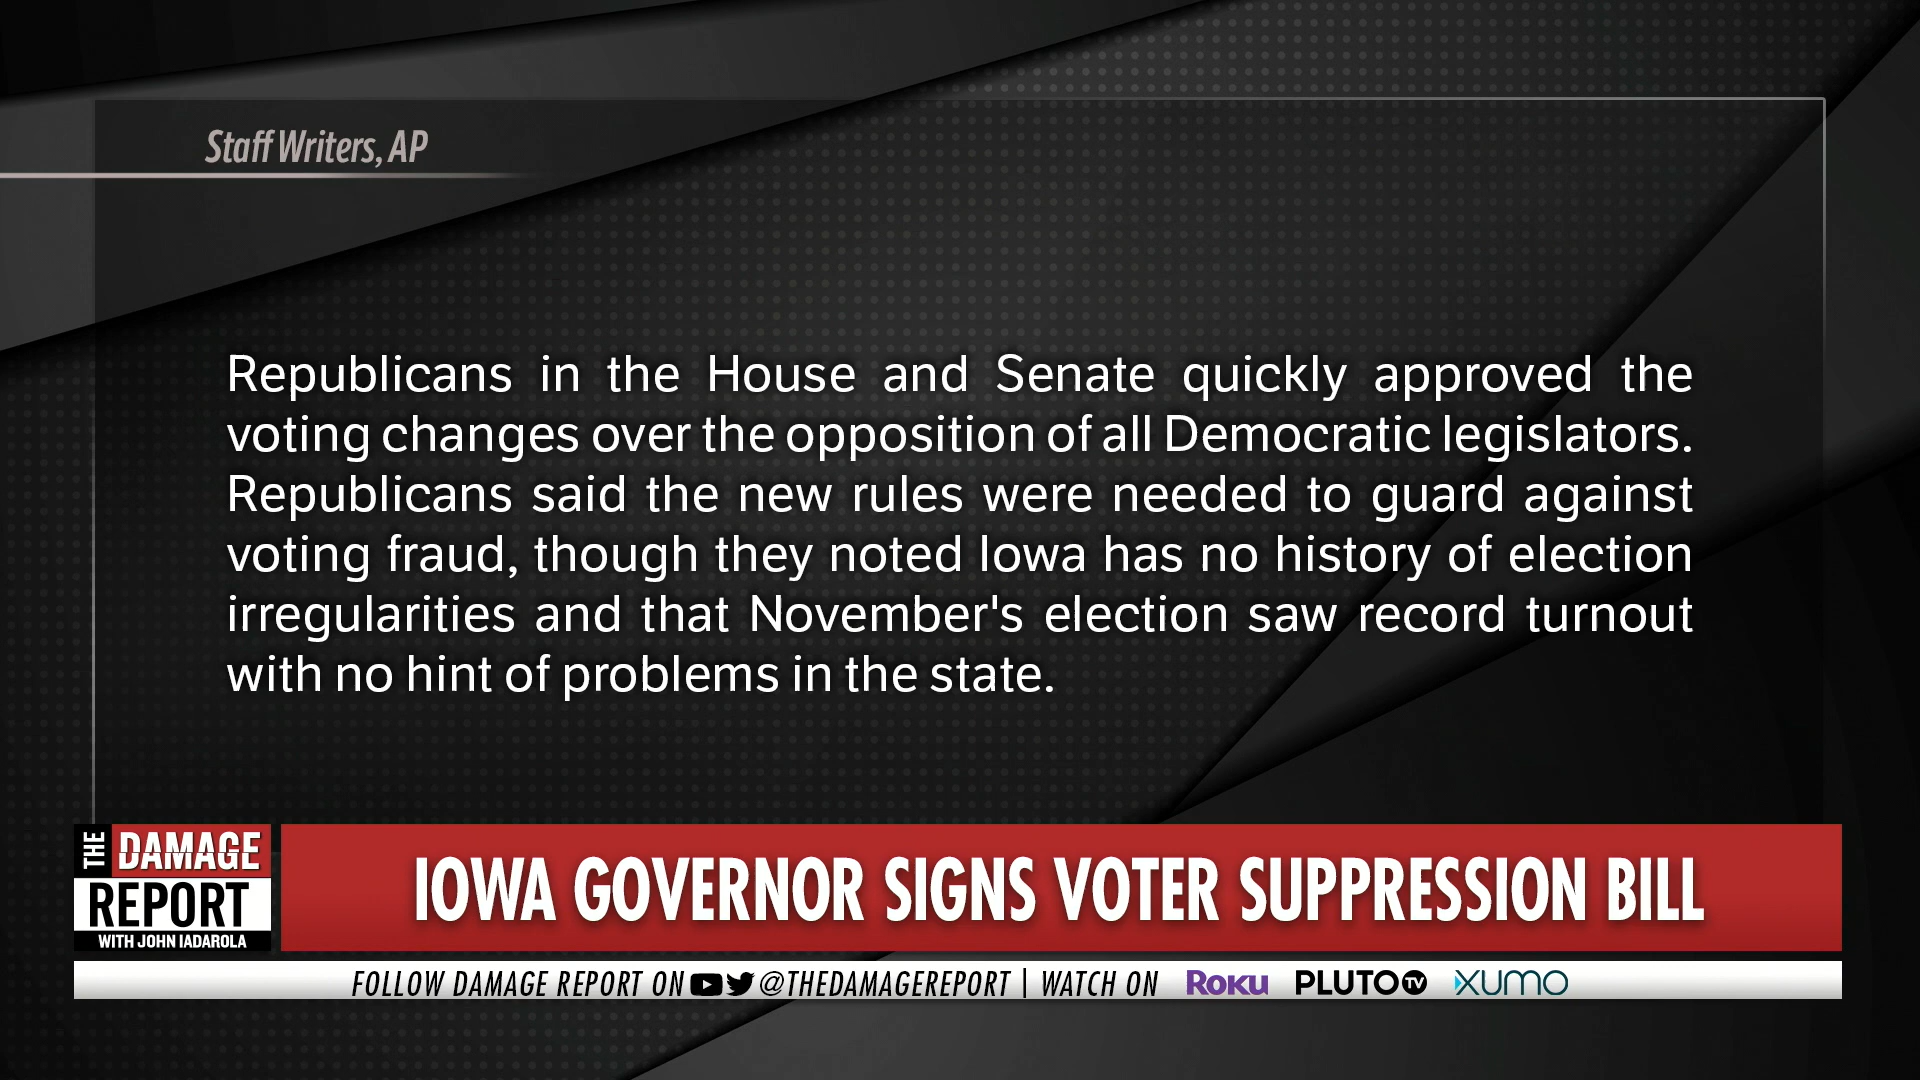 Staff Writers, AP
Republicans in the House and Senate quickly approved the
voting changes over the opposition of all Democratic legislators.
Republicans said the new rules were needed to guard against
voting fraud, though they noted Iowa has no history of election
irregularities and that November's election saw record turnout
with no hint of problems in the state.
THE DAMAGE
REPORT
WITH JOHN IADAROLA
IOWA GOVERNOR SIGNS VOTER SUPPRESSION BILL
FOLLOW DAMAGE REPORT ON @THEDAMAGEREPORT | WATCH ON ROKU PLUTO TV XUMO